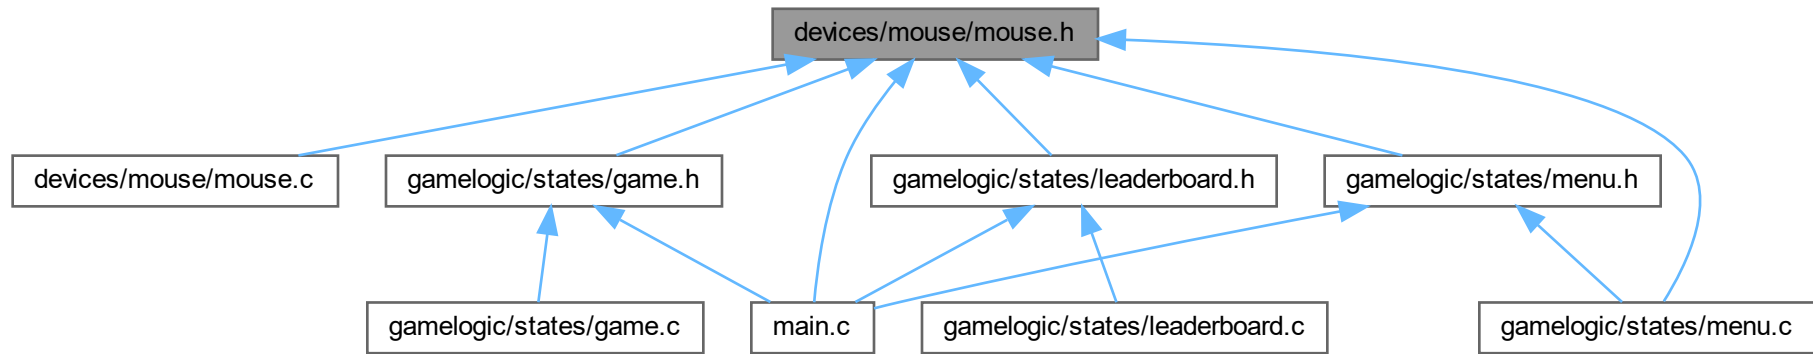 devices/mouse/mouse.h
devices/mouse/mouse.c
gamelogic/states/game.h
gamelogic/states/leaderboard.h
gamelogic/states/menu.h
gamelogic/states/game.c
main.c
gamelogic/states/leaderboard.c
gamelogic/states/menu.c